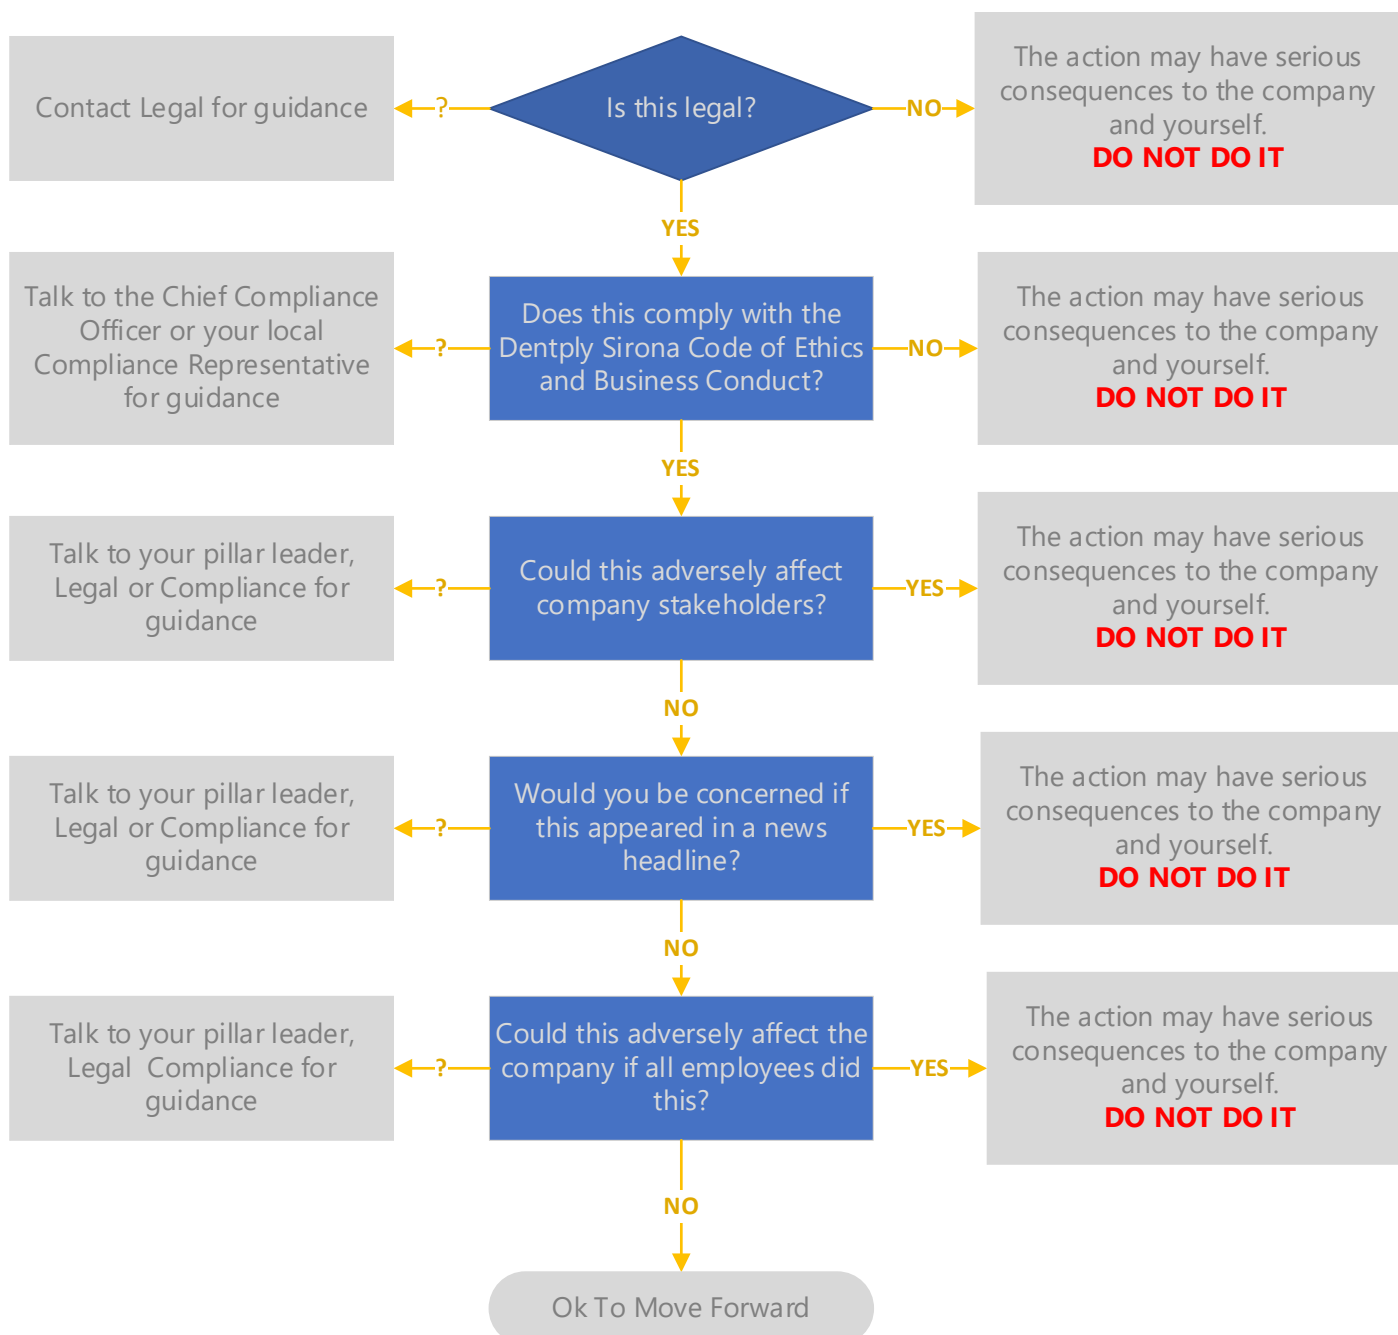 Contact Legal for guidance
?
Is this legal?
NO
The action may have serious
consequences to the company
and yourself.
DO NOT DO IT
YES
Talk to the Chief Compliance
Officer or your local
Compliance Representative
for guidance
?
Does this comply with the
Dentply Sirona Code of Ethics
and Business Conduct?
NO
The action may have serious
consequences to the company
and yourself.
DO NOT DO IT
YES
Talk to your pillar leader,
Legal or Compliance for
guidance
?
Could this adversely affect
company stakeholders?
YES
The action may have serious
consequences to the company
and yourself.
DO NOT DO IT
NO
Talk to your pillar leader,
Legal or Compliance for
guidance
?
Would you be concerned if
this appeared in a news
headline?
YES
The action may have serious
consequences to the company
and yourself.
DO NOT DO IT
NO
Talk to your pillar leader,
Legal  Compliance for
guidance
?
Could this adversely affect the
company if all employees did
this?
YES
The action may have serious
consequences to the company
and yourself.
DO NOT DO IT
NO
Ok To Move Forward